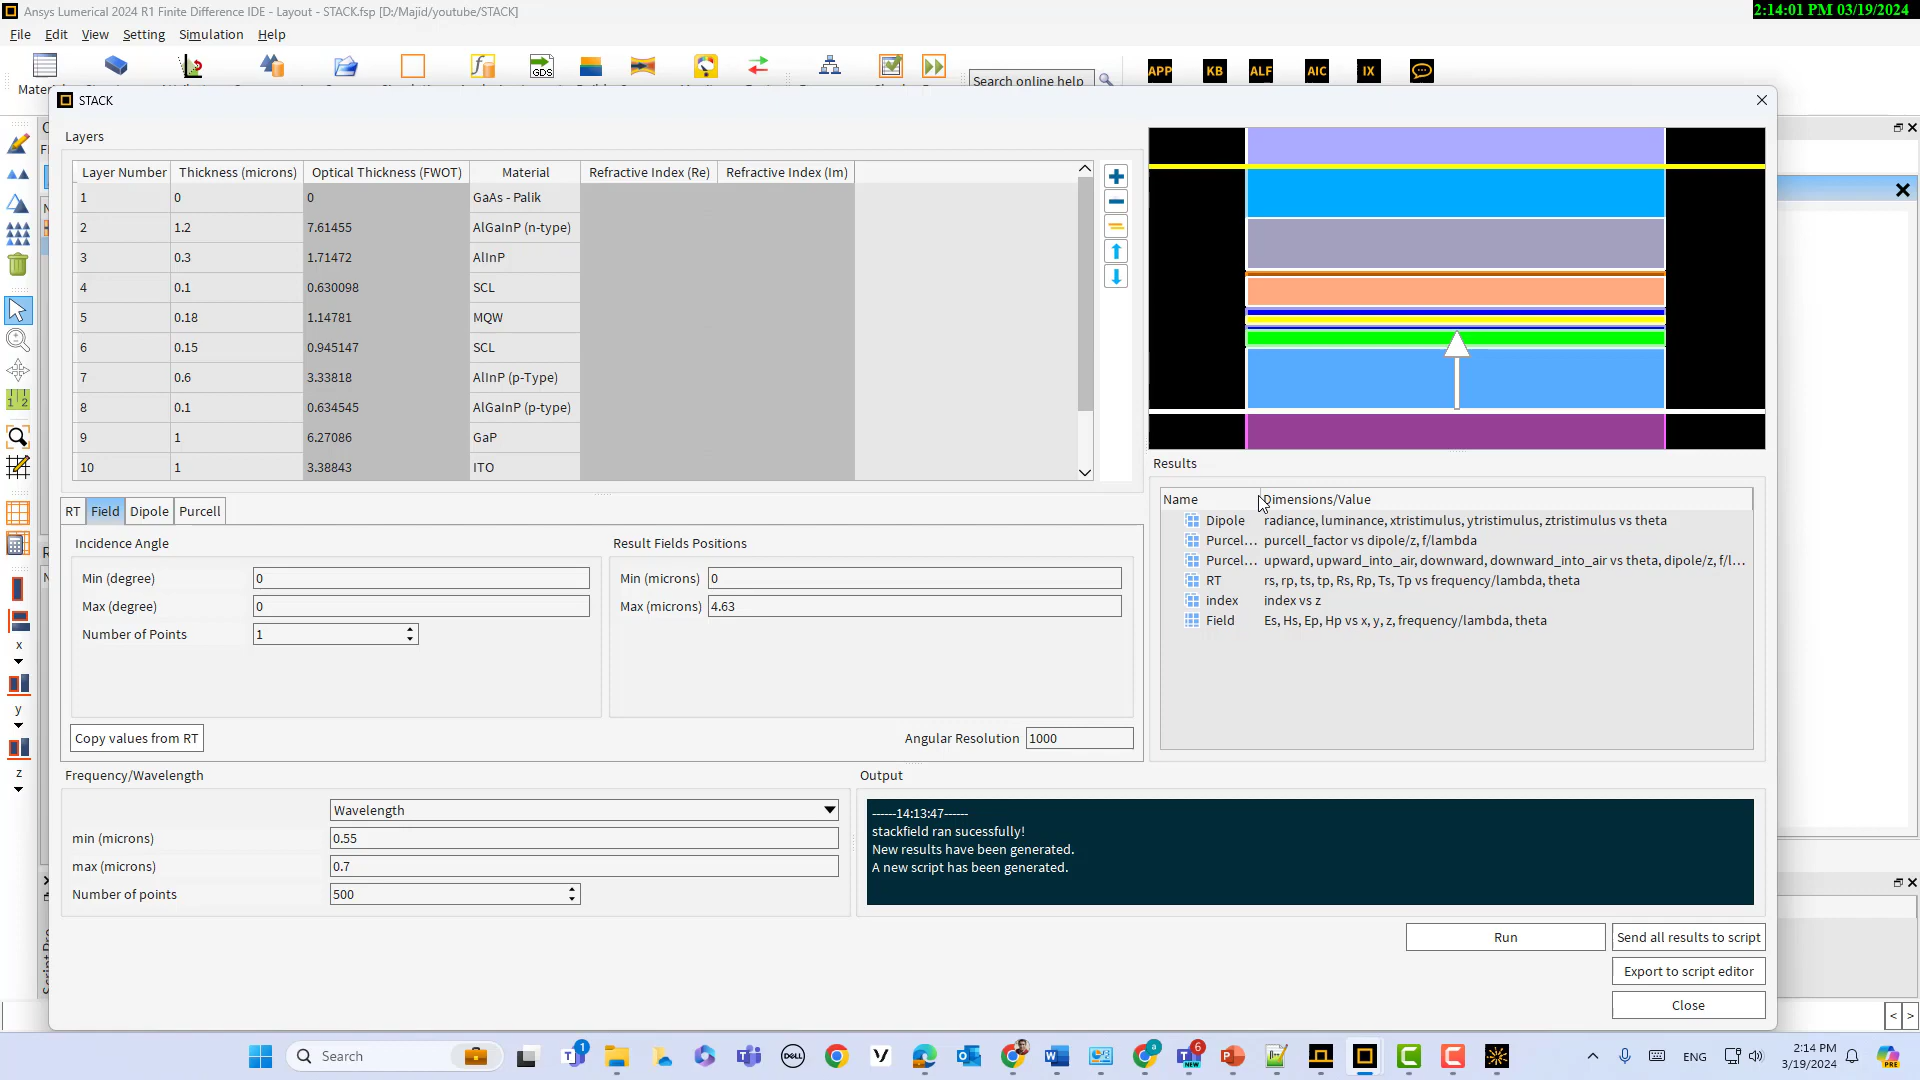 Ansys Lumerical 2024 R1 Finite Difference IDE - Layout - STACK.fsp [D:/Majid/youtube/STACK]
2:14:01 PM 03/19/2024
File Edit View Setting Simulation Help
GDS
Search online help
APP KB ALF AIC IX
STACK
Layers
Layer Number Thickness (microns) Optical Thickness (FWOT) Material Refractive Index (Re) Refractive Index (Im)
1 0 0 GaAs - Palik
2 1.2 7.61455 AlGaInP (n-type)
3 0.3 1.71472 AlInP
4 0.1 0.630098 SCL
5 0.18 1.14781 MQW
6 0.15 0.945147 SCL
7 0.6 3.33818 AlInP (p-Type)
8 0.1 0.634545 AlGaInP (p-type)
9 1 6.27086 GaP
10 1 3.38843 ITO
RT Field Dipole Purcell
Incidence Angle
Min (degree) 0
Max (degree) 0
Number of Points 1
Copy values from RT
Result Fields Positions
Min (microns) 0
Max (microns) 4.63
Angular Resolution 1000
Results
Name Dimensions/Value
Dipole radiance, luminance, xtristimulus, ytristimulus, ztristimulus vs theta
Purcel... purcell_factor vs dipole/z, f/lambda
Purcel... upward, upward_into_air, downward, downward_into_air vs theta, dipole/z, f/l...
RT rs, rp, ts, tp, Rs, Rp, Ts, Tp vs frequency/lambda, theta
index index vs z
Field Es, Hs, Ep, Hp vs x, y, z, frequency/lambda, theta
Frequency/Wavelength
Wavelength
min (microns) 0.55
max (microns) 0.7
Number of points 500
Output
------14:13:47------
stackfield ran sucessfully!
New results have been generated.
A new script has been generated.
Run
Send all results to script
Export to script editor
Close
x
y
z
Search
ENG
2:14 PM
3/19/2024